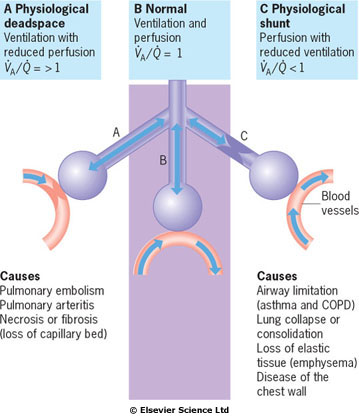 A Physiological
deadspace
Ventilation with
reduced perfusion
V̇A/Q̇ = >1
B Normal
Ventilation and
perfusion
V̇A/Q̇ = 1
C Physiological
shunt
Perfusion with
reduced ventilation
V̇A/Q̇ <1
A
B
C
Blood
vessels
Causes
Pulmonary embolism
Pulmonary arteritis
Necrosis or fibrosis
(loss of capillary bed)
Causes
Airway limitation
(asthma and COPD)
Lung collapse or
consolidation
Loss of elastic
tissue (emphysema)
Disease of the
chest wall
© Elsevier Science Ltd